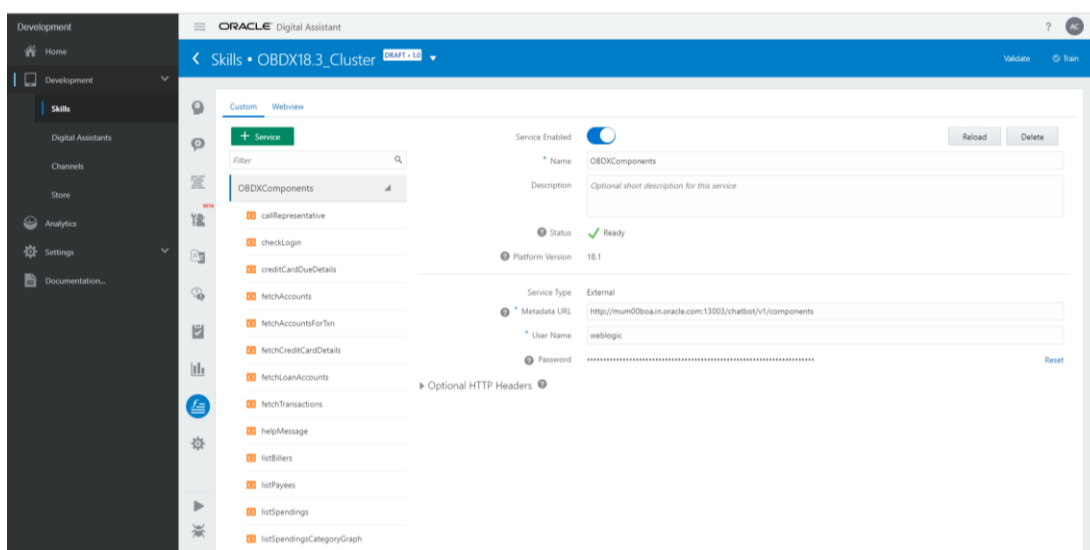 Development
ORACLE Digital Assistant
?
AC
Home
Skills • OBDX18.3_Cluster DRAFT • 1.0
Validate
Train
Development
Skills
Digital Assistants
Channels
Store
Analytics
Settings
Documentation...
BETA
Custom Webview
+ Service
Filter
OBDXComponents
callRepresentative
checkLogin
creditCardDueDetails
fetchAccounts
fetchAccountsForTxn
fetchCreditCardDetails
fetchLoanAccounts
fetchTransactions
helpMessage
listBillers
listPayees
listSpendings
listSpendingsCategoryGraph
Service Enabled
Reload
Delete
* Name OBDXComponents
Description Optional short description for this service
? Status Ready
? Platform Version 18.1
Service Type External
? * Metadata URL http://mum00boa.in.oracle.com:13003/chatbot/v1/components
* User Name weblogic
? Password
Reset
Optional HTTP Headers ?